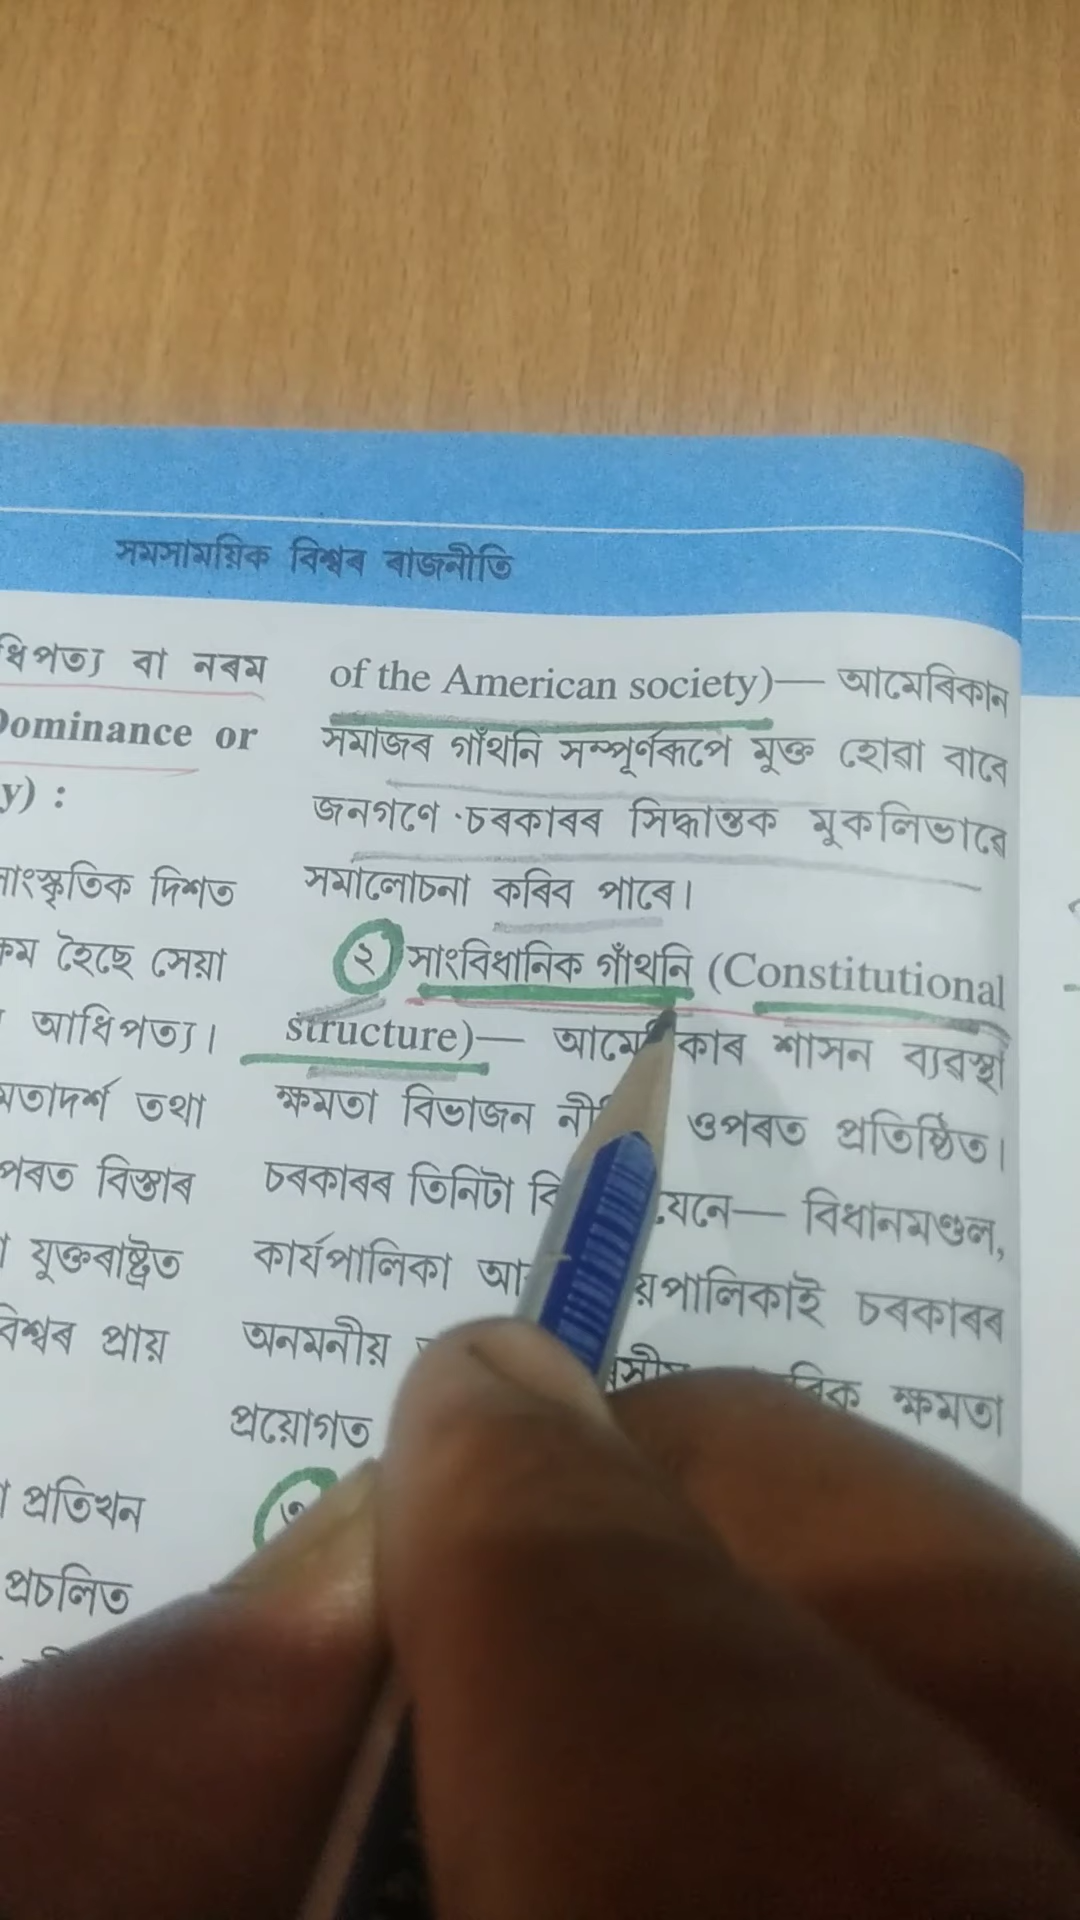 সমসাময়িক বিশ্বৰ ৰাজনীতি
ধিপত্য বা নৰম
Dominance or
y) :
সাংস্কৃতিক দিশত
হৈছে সেয়া
আধিপত্য।
মতাদৰ্শ তথা
বিস্তাৰ
যুক্তৰাষ্ট্ৰত
বিশ্বৰ প্ৰায়
প্ৰতিখন
প্ৰচলিত
of the American society)— আমেৰিকান
সমাজৰ গাঁথনি সম্পূৰ্ণৰূপে মুক্ত হোৱা বাবে
জনগণে চৰকাৰৰ সিদ্ধান্তক মুকলিভাৱে
সমালোচনা কৰিব পাৰে।
২ সাংবিধানিক গাঁথনি (Constitutional
structure)— শাসন ব্যৱস্থা
ক্ষমতা বিভাজন ওপৰত প্ৰতিষ্ঠিত।
চৰকাৰৰ তিনিটা যেনে— বিধানমণ্ডল,
কাৰ্যপালিকা চৰকাৰৰ
অনমনীয় ক্ষমতা
প্ৰয়োগত
৩